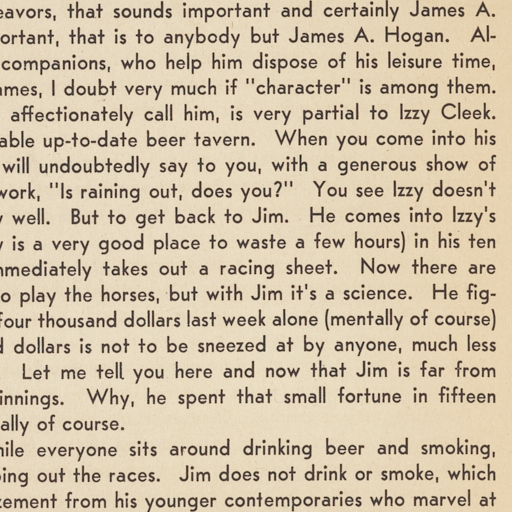 eavors, that sounds important and certainly James A.
ortant, that is to anybody but James A. Hogan. Al-
companions, who help him dispose of his leisure time,
ames, I doubt very much if "character" is among them.
affectionately call him, is very partial to Izzy Cleek.
able up-to-date beer tavern. When you come into his
will undoubtedly say to you, with a generous show of
work, "Is raining out, does you?" You see Izzy doesn't
well. But to get back to Jim. He comes into Izzy's
is a very good place to waste a few hours) in his ten
mmediately takes out a racing sheet. Now there are
o play the horses, but with Jim it's a science. He fig-
four thousand dollars last week alone (mentally of course)
d dollars is not to be sneezed at by anyone, much less
Let me tell you here and now that Jim is far from
innings. Why, he spent that small fortune in fifteen
ally of course.
hile everyone sits around drinking beer and smoking,
ping out the races. Jim does not drink or smoke, which
zement from his younger contemporaries who marvel at